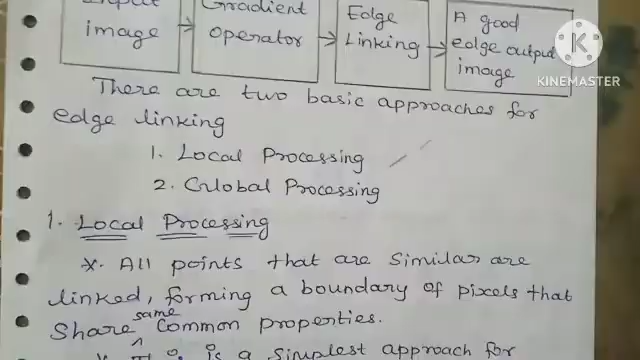 Input Gradient Edge A good
image operator Linking edge output
image
KINEMASTER
There are two basic approaches for
edge linking
1. Local Processing
2. Global Processing
1. Local Processing
*. All points that are similar are
linked, forming a boundary of pixels that
share same common properties.
is a simplest approach for